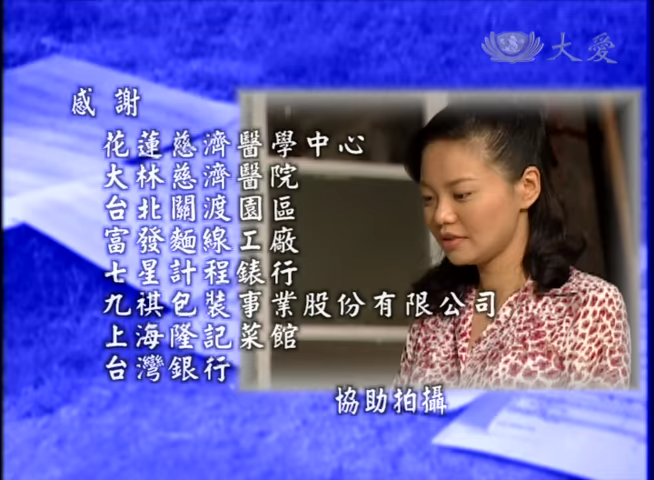 大愛
感謝
花蓮慈濟醫學中心
大林慈濟醫院
台北關渡園區
富發麵線工廠
七星計程錶行
九祺包裝事業股份有限公司
上海隆記菜館
台灣銀行
協助拍攝